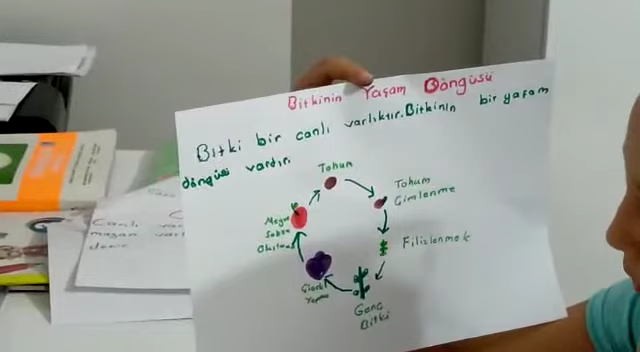 Bitkinin Yaşam Döngüsü
Bitki bir canlı varlıktır. Bitkinin bir yaşam
döngüsü vardır.
Tohum
Tohum
Çimlenme
Filizlenmek
Genç
Bitki
Çiçek
Yapma
Meyve
Sebze
Canlı